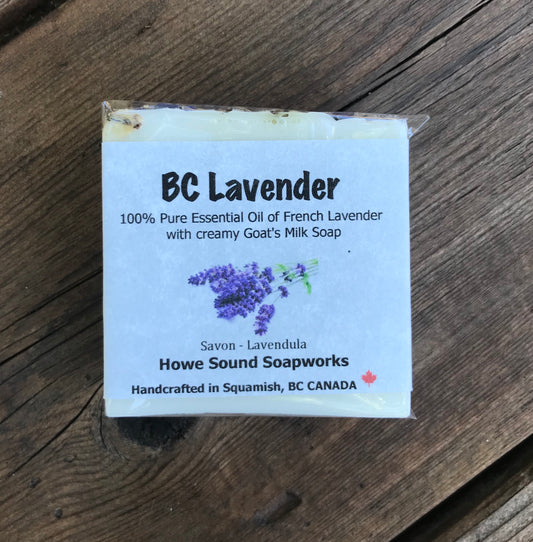 BC Lavender
100% Pure Essential Oil of French Lavender
with creamy Goat's Milk Soap
Savon - Lavendula
Howe Sound Soapworks
Handcrafted in Squamish, BC CANADA